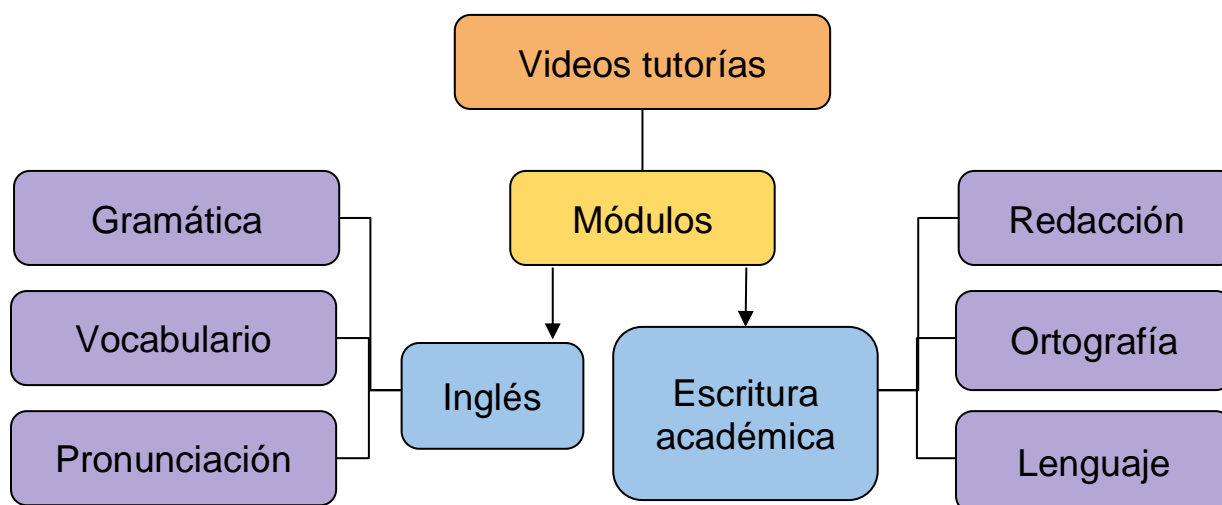 Videos tutorías
Módulos
Gramática
Vocabulario
Pronunciación
Inglés
Escritura
académica
Redacción
Ortografía
Lenguaje